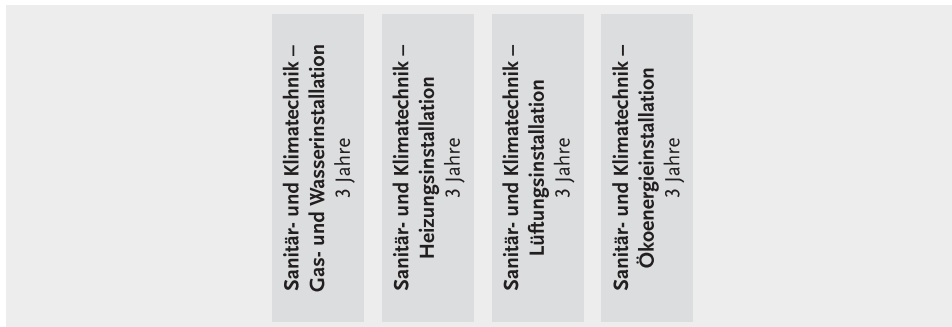 Sanitär- und Klimatechnik –
Gas- und Wasserinstallation
3 Jahre
Sanitär- und Klimatechnik –
Heizungsinstallation
3 Jahre
Sanitär- und Klimatechnik –
Lüftungsinstallation
3 Jahre
Sanitär- und Klimatechnik –
Ökoenergieinstallation
3 Jahre